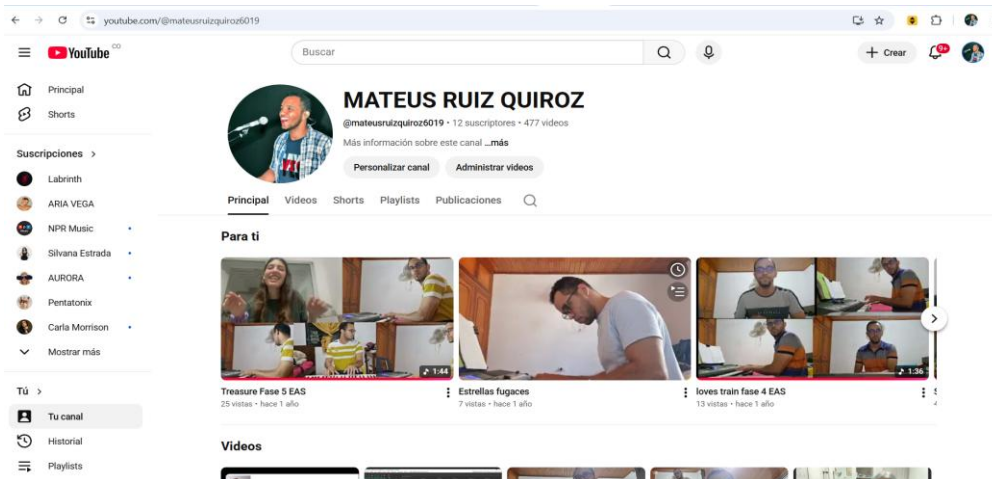 youtube.com/@mateusruizquiroz6019
YouTube CO
Buscar
Crear
9+
Principal
Shorts
Suscripciones
Labrinth
ARIA VEGA
NPR Music
Silvana Estrada
AURORA
Pentatonix
Carla Morrison
Mostrar más
Tú
Tu canal
Historial
Playlists
MATEUS RUIZ QUIROZ
@mateusruizquiroz6019 • 12 suscriptores • 477 videos
Más información sobre este canal ...más
Personalizar canal Administrar videos
Principal Videos Shorts Playlists Publicaciones
Para ti
1:44
Treasure Fase 5 EAS
25 vistas • hace 1 año
Estrellas fugaces
7 vistas • hace 1 año
1:36
loves train fase 4 EAS
13 vistas • hace 1 año
Videos